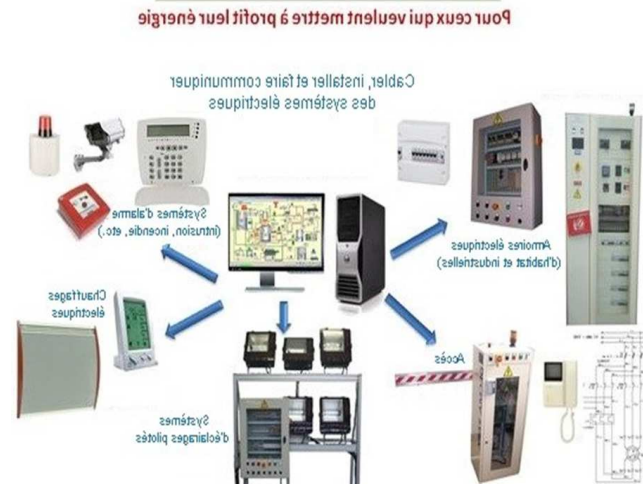 Pour ceux qui veulent mettre à profit leur énergie
Cabler, installer et faire communiquer
des systèmes électriques
Systèmes d'alarme
(intrusion, incendie, etc.)
Armoires électriques
(d'habitat et industrielles)
Chauffages
électriques
Accès
Systèmes
d'éclairages pilotés